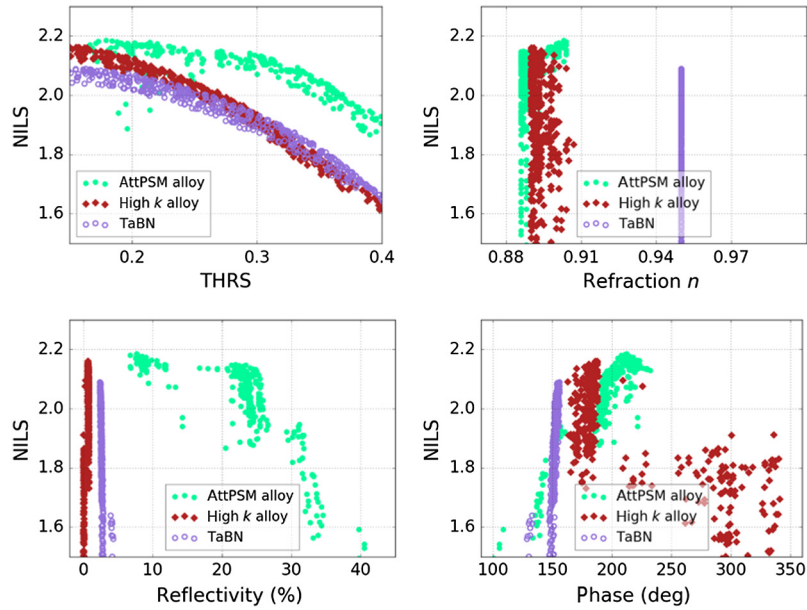 2.2
2.0
1.8
1.6
NILS
AttPSM alloy
High k alloy
TaBN
0.2
0.3
0.4
THRS
2.2
2.0
1.8
1.6
NILS
AttPSM alloy
High k alloy
TaBN
0.88
0.91
0.94
0.97
Refraction n
2.2
2.0
1.8
1.6
NILS
AttPSM alloy
High k alloy
TaBN
0
10
20
30
40
Reflectivity (%)
2.2
2.0
1.8
1.6
NILS
AttPSM alloy
High k alloy
TaBN
100
150
200
250
300
350
Phase (deg)